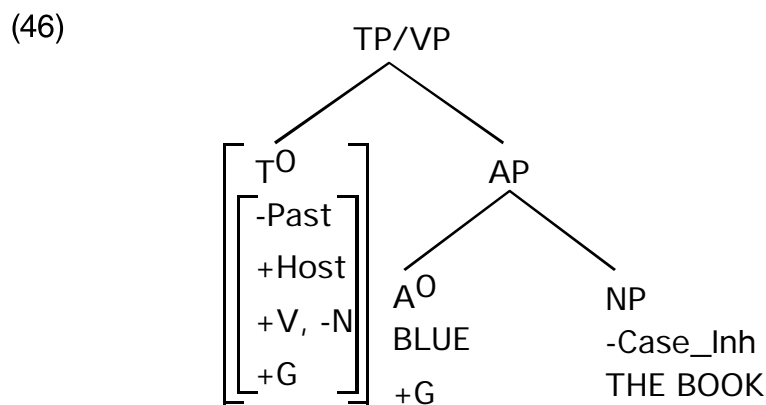 (46)
TP/VP
T⁰ AP
-Past
+Host A⁰ NP
+V, -N BLUE -Case_Inh
+G +G THE BOOK